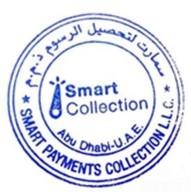 سمارت لتحصيل الرسوم ذ.م.م
Smart
Collection
Abu Dhabi-U.A.E.
SMART PAYMENTS COLLECTION L.L.C.